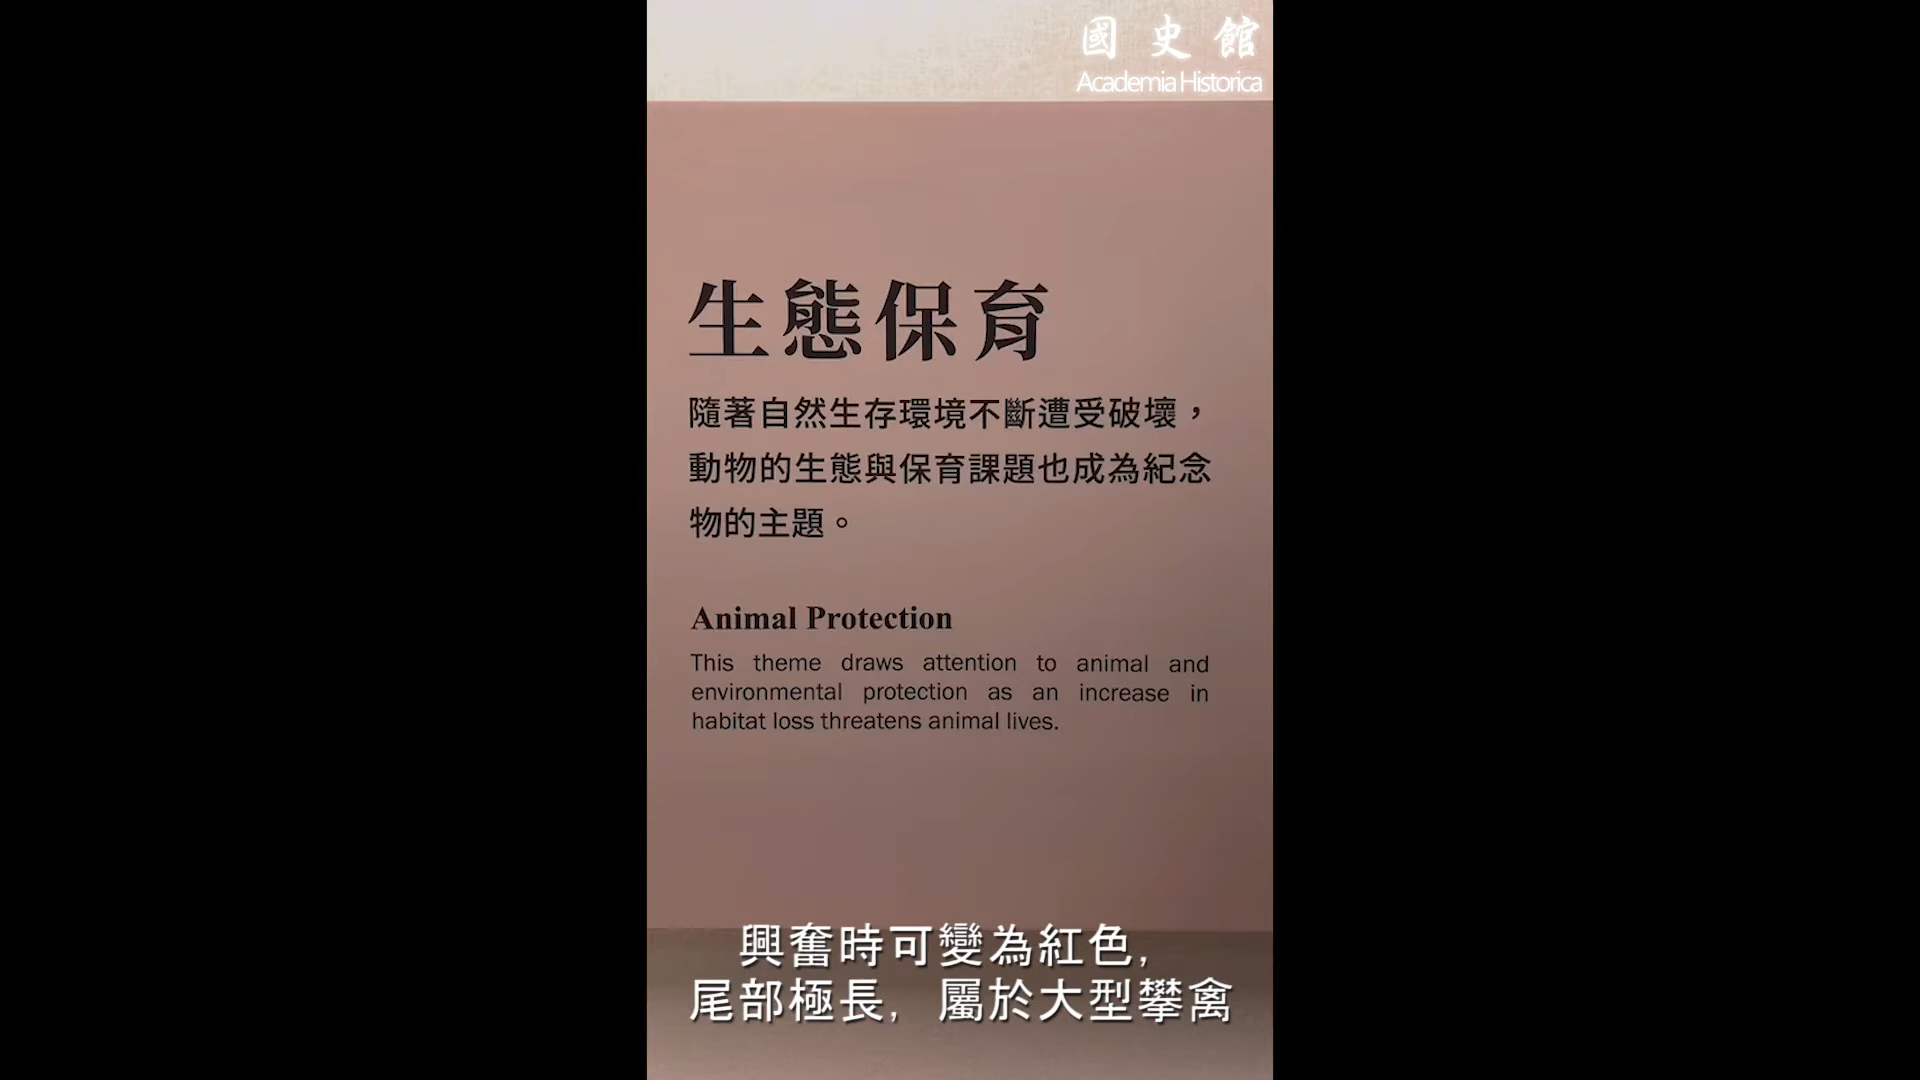 國史館
Academia Historica
生態保育
隨著自然生存環境不斷遭受破壞，
動物的生態與保育課題也成為紀念
物的主題。
Animal Protection
This theme draws attention to animal and
environmental protection as an increase in
habitat loss threatens animal lives.
興奮時可變為紅色,
尾部極長, 屬於大型攀禽